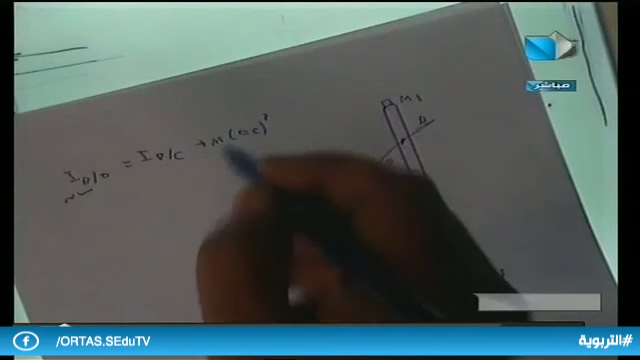 مباشر
M₁
Δ
I Δ/O = I Δ/C + M (OC)²
/ORTAS.SEduTV
#التربوية